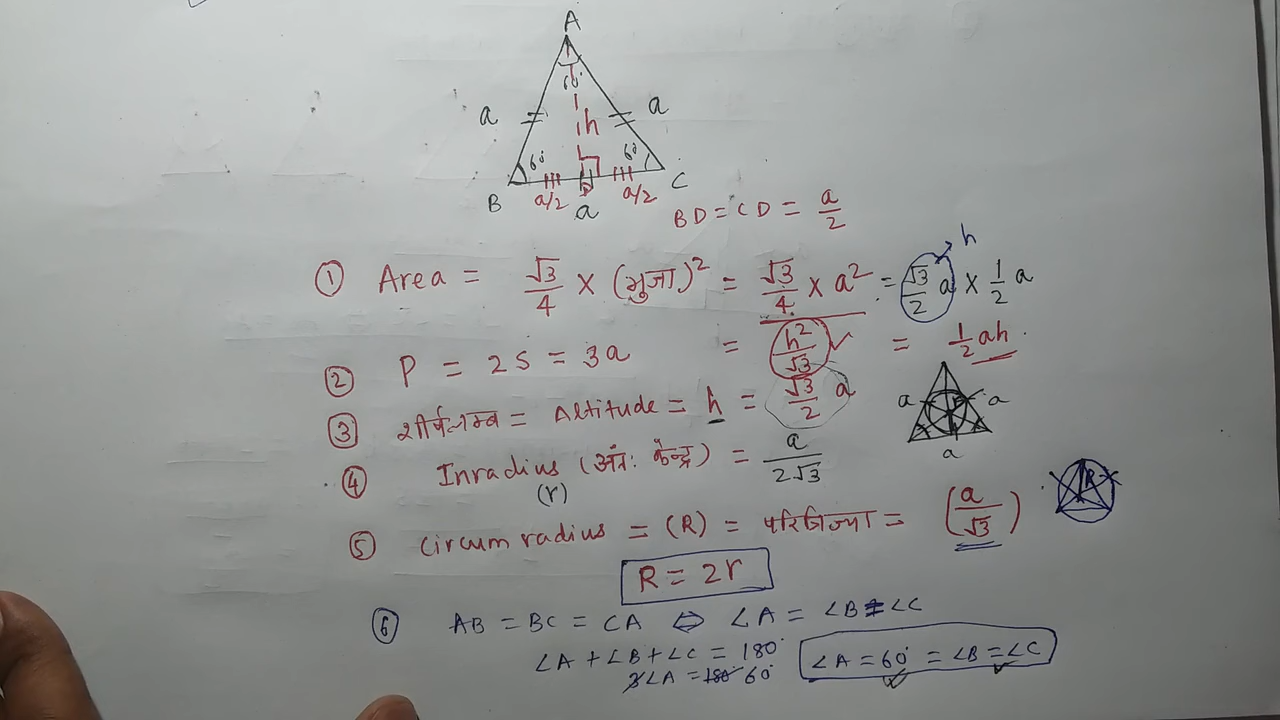 A
60°
a
a
h
60°
60°
B
D
C
a/2
a/2
a
BD = CD = a/2
① Area = √3/4 × (भुजा)² = √3/4 × a² = √3/2 a × 1/2 a
h
= h²/√3 ✓ = 1/2 ah
② P = 2S = 3a
③ शीर्षलम्ब = Altitude = h = √3/2 a
a
a
a
④ Inradius (अंत: केन्द्र) = a/2√3
(r)
⑤ Circum radius = (R) = परित्रिज्या = (a/√3)
R
R = 2r
⑥ AB = BC = CA ⇔ ∠A = ∠B = ∠C
∠A + ∠B + ∠C = 180°
3∠A = 180 60°
∠A = 60° = ∠B = ∠C